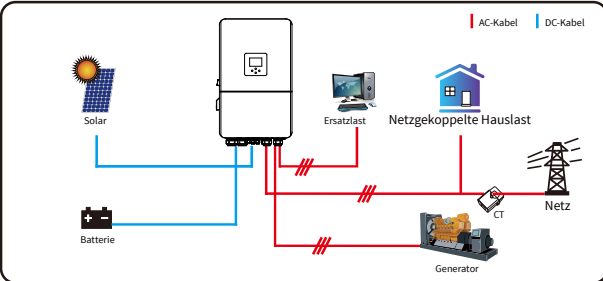 AC-Kabel
DC-Kabel
Solar
Ersatzlast
Netzgekoppelte Hauslast
CT
Netz
Batterie
Generator